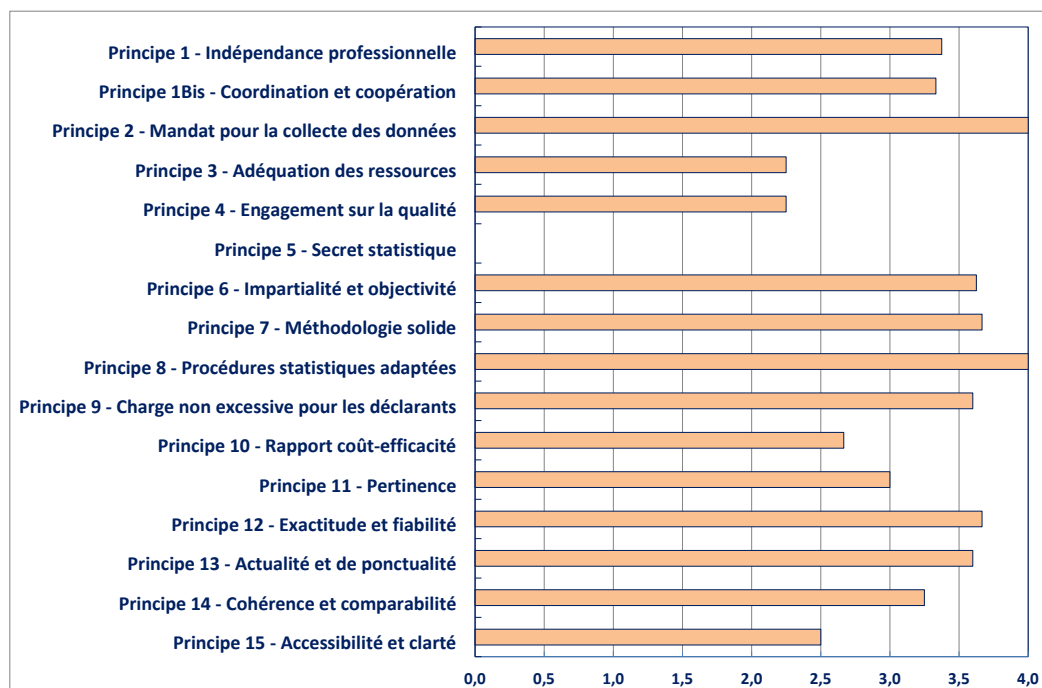 Principe 1 - Indépendance professionnelle
Principe 1Bis - Coordination et coopération
Principe 2 - Mandat pour la collecte des données
Principe 3 - Adéquation des ressources
Principe 4 - Engagement sur la qualité
Principe 5 - Secret statistique
Principe 6 - Impartialité et objectivité
Principe 7 - Méthodologie solide
Principe 8 - Procédures statistiques adaptées
Principe 9 - Charge non excessive pour les déclarants
Principe 10 - Rapport coût-efficacité
Principe 11 - Pertinence
Principe 12 - Exactitude et fiabilité
Principe 13 - Actualité et de ponctualité
Principe 14 - Cohérence et comparabilité
Principe 15 - Accessibilité et clarté
0,0 0,5 1,0 1,5 2,0 2,5 3,0 3,5 4,0